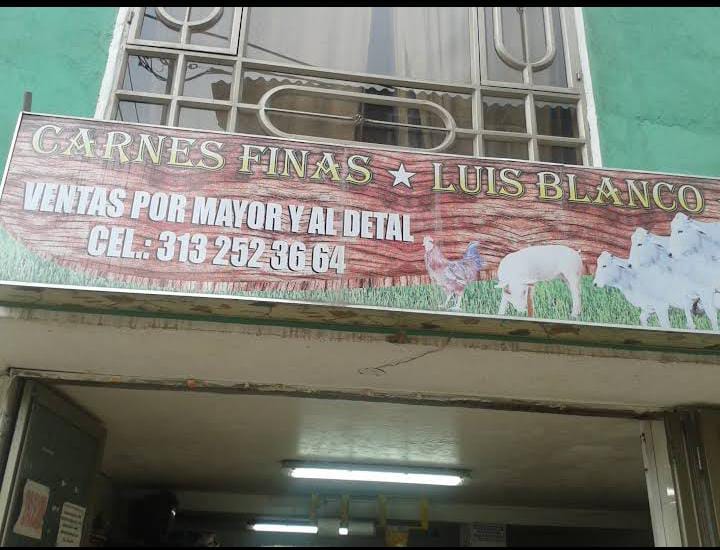 CARNES FINAS ★ LUIS BLANCO
VENTAS POR MAYOR Y AL DETAL
CEL.: 313 252 36 64